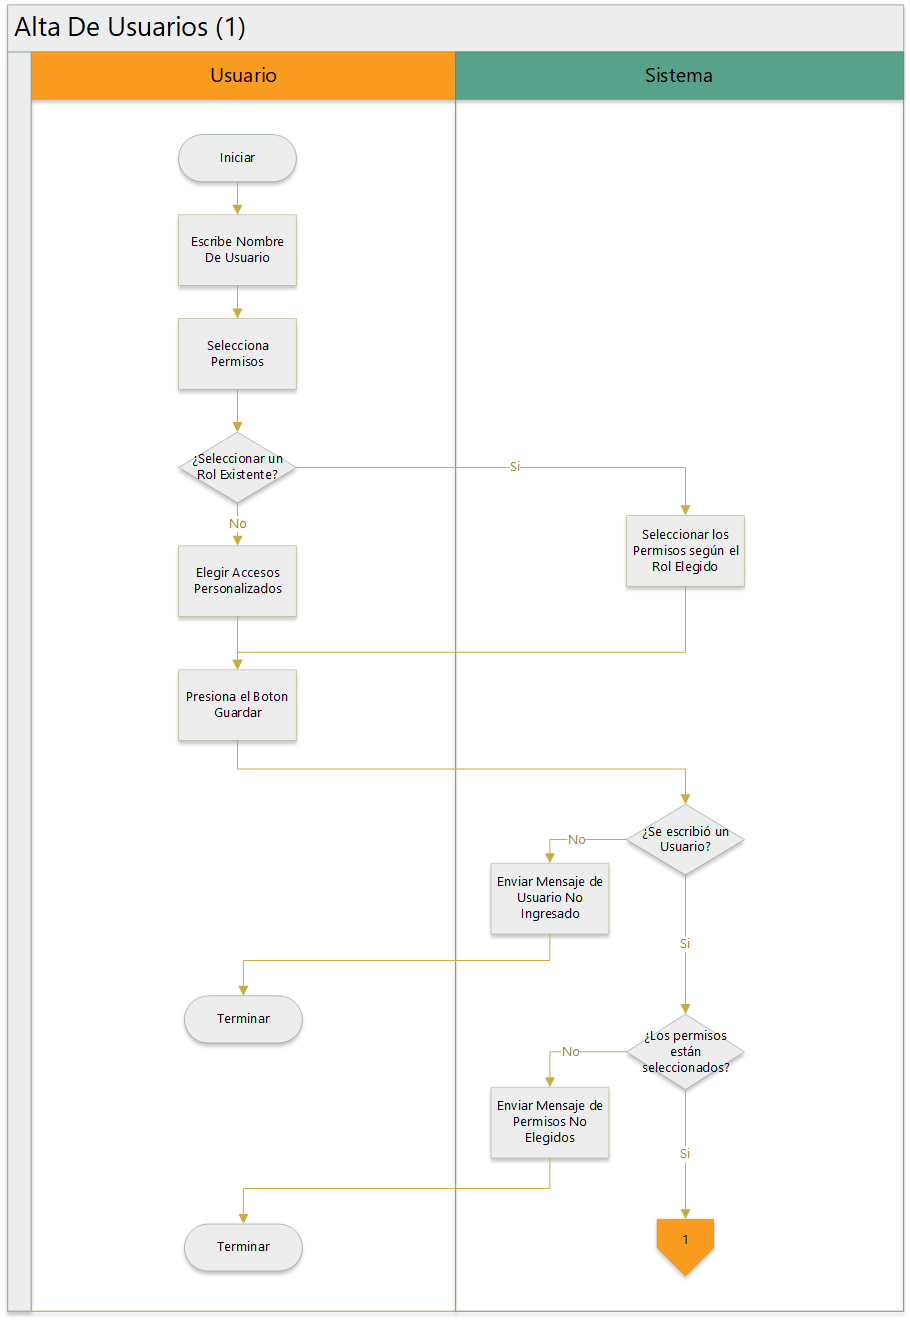 Alta De Usuarios (1)
Usuario
Sistema
Iniciar
Escribe Nombre
De Usuario
Selecciona
Permisos
¿Seleccionar un
Rol Existente?
Si
No
Elegir Accesos
Personalizados
Seleccionar los
Permisos según el
Rol Elegido
Presiona el Boton
Guardar
¿Se escribió un
Usuario?
No
Enviar Mensaje de
Usuario No
Ingresado
Si
Terminar
¿Los permisos
están
seleccionados?
No
Enviar Mensaje de
Permisos No
Elegidos
Si
Terminar
1